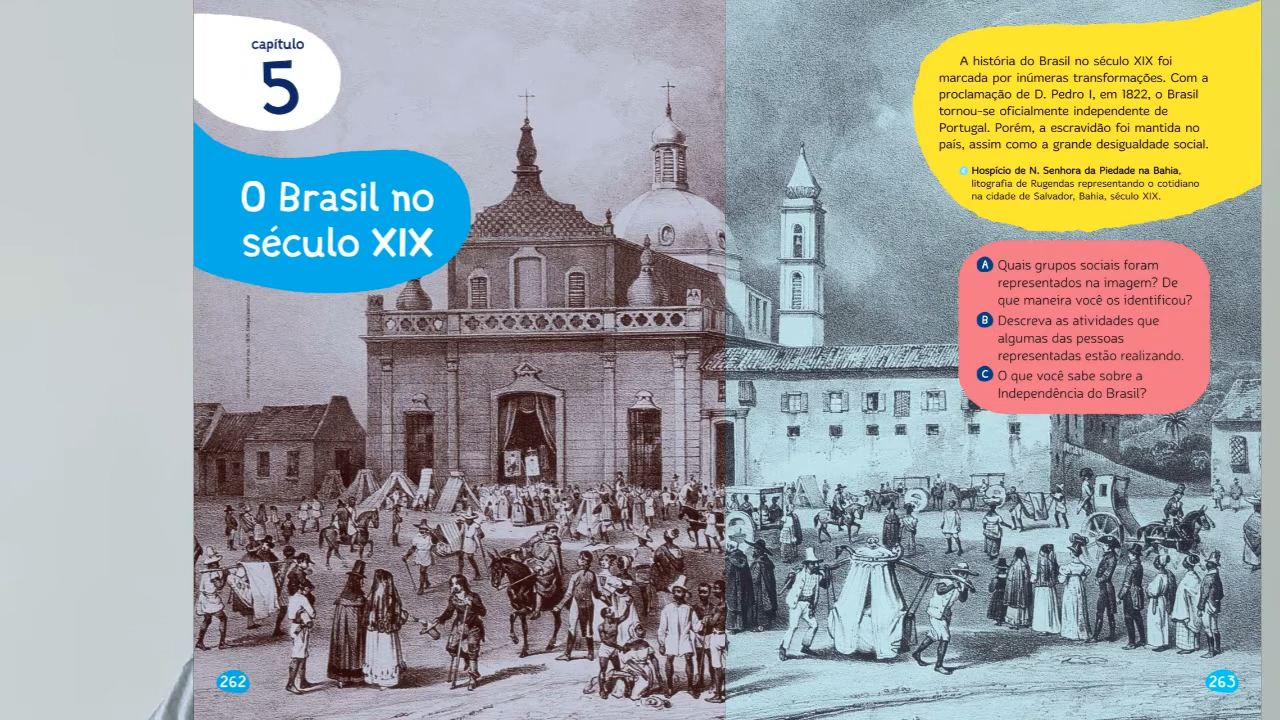 capítulo
5
O Brasil no
século XIX
A história do Brasil no século XIX foi
marcada por inúmeras transformações. Com a
proclamação de D. Pedro I, em 1822, o Brasil
tornou-se oficialmente independente de
Portugal. Porém, a escravidão foi mantida no
país, assim como a grande desigualdade social.
Hospício de N. Senhora da Piedade na Bahia,
litografia de Rugendas representando o cotidiano
na cidade de Salvador, Bahia, século XIX.
A Quais grupos sociais foram
representados na imagem? De
que maneira você os identificou?
B Descreva as atividades que
algumas das pessoas
representadas estão realizando.
C O que você sabe sobre a
Independência do Brasil?
262
263